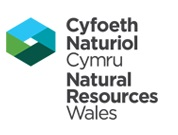 Cyfoeth
Naturiol
Cymru
Natural
Resources
Wales